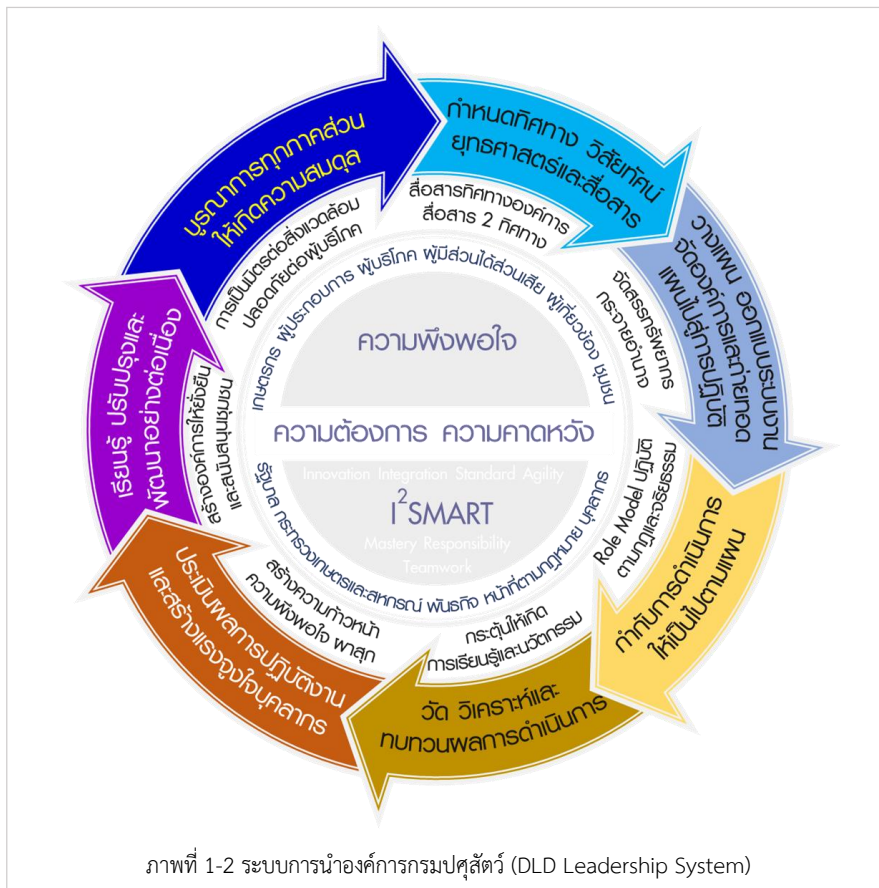 กำหนดทิศทาง วิสัยทัศน์
ยุทธศาสตร์และสื่อสาร
วางแผน ออกแบบระบบงาน
จัดองค์การและถ่ายทอด
แผนไปสู่การปฏิบัติ
กำกับการดำเนินการ
ให้เป็นไปตามแผน
วัด วิเคราะห์และ
ทบทวนผลการดำเนินการ
ประเมินผลการปฏิบัติงาน
และสร้างแรงจูงใจบุคลากร
เรียนรู้ ปรับปรุงและ
พัฒนาอย่างต่อเนื่อง
บูรณาการทุกภาคส่วน
ให้เกิดความสมดุล
สื่อสารทิศทางองค์การ
สื่อสาร 2 ทิศทาง
จัดสรรทรัพยากร
กระจายอำนาจ
Role Model ปฏิบัติ
ตามกฎและจริยธรรม
กระตุ้นให้เกิด
การเรียนรู้และนวัตกรรม
สร้างความก้าวหน้า
ความพึงพอใจ ผาสุก
สร้างองค์การให้ยั่งยืน
และสนับสนุนชุมชน
การเป็นมิตรต่อสิ่งแวดล้อม
ปลอดภัยต่อผู้บริโภค
เกษตรกร ผู้ประกอบการ ผู้บริโภค ผู้มีส่วนได้ส่วนเสีย ผู้เกี่ยวข้อง ชุมชน
ความพึงพอใจ
ความต้องการ ความคาดหวัง
Innovation Integration Standard Agility
I²SMART
Mastery Responsibility
Teamwork
รัฐบาล กระทรวงเกษตรและสหกรณ์ พันธกิจ หน้าที่ตามกฎหมาย บุคลากร
ภาพที่ 1-2 ระบบการนำองค์การกรมปศุสัตว์ (DLD Leadership System)